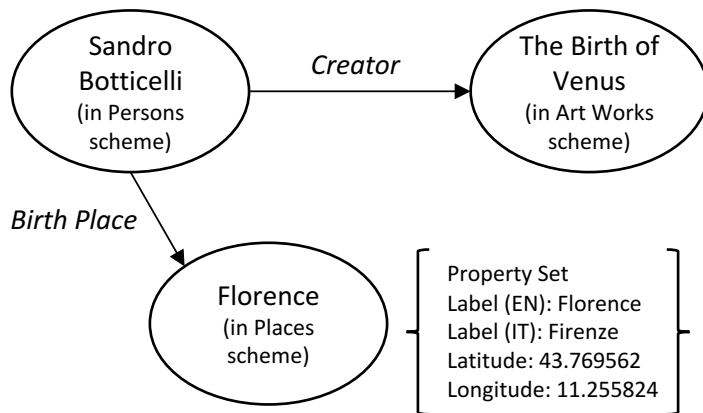 Sandro
Botticelli
(in Persons
scheme)
Creator
The Birth of
Venus
(in Art Works
scheme)
Birth Place
Florence
(in Places
scheme)
Property Set
Label (EN): Florence
Label (IT): Firenze
Latitude: 43.769562
Longitude: 11.255824